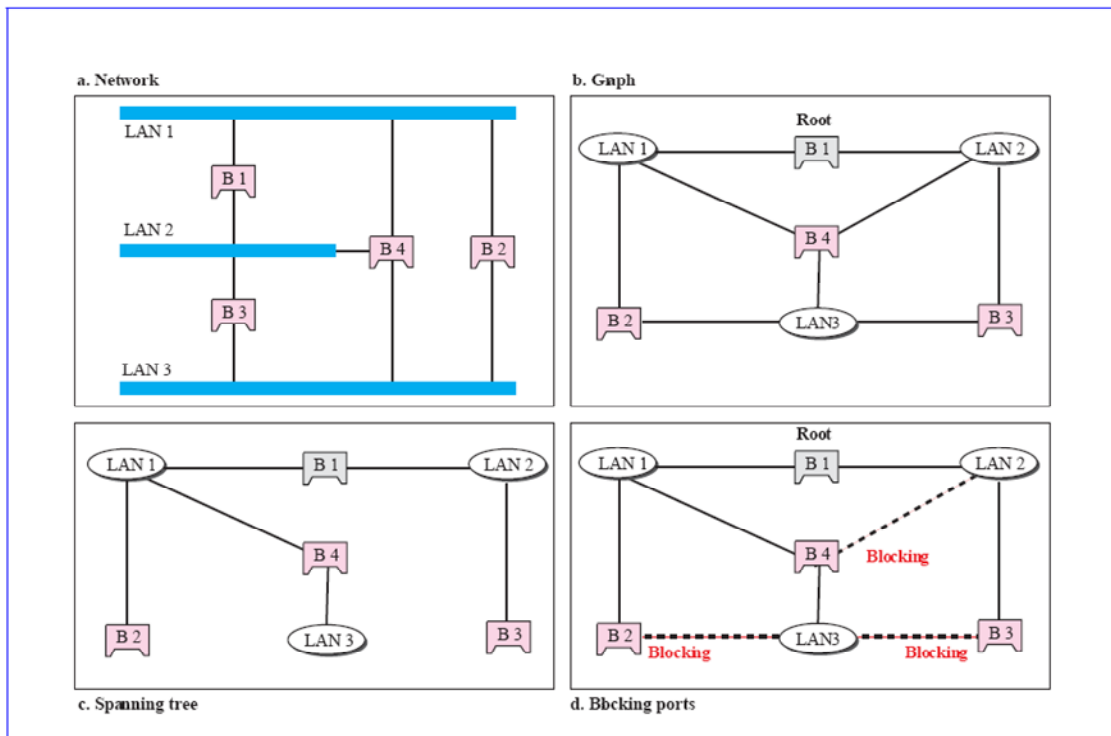 a. Network
LAN 1
B 1
LAN 2
B 4
B 2
B 3
LAN 3
b. Graph
Root
LAN 1
B 1
LAN 2
B 4
B 2
LAN3
B 3
LAN 1
B 1
LAN 2
B 4
B 2
LAN 3
B 3
c. Spanning tree
Root
LAN 1
B 1
LAN 2
B 4
Blocking
B 2
LAN3
B 3
Blocking
Blocking
d. Blocking ports